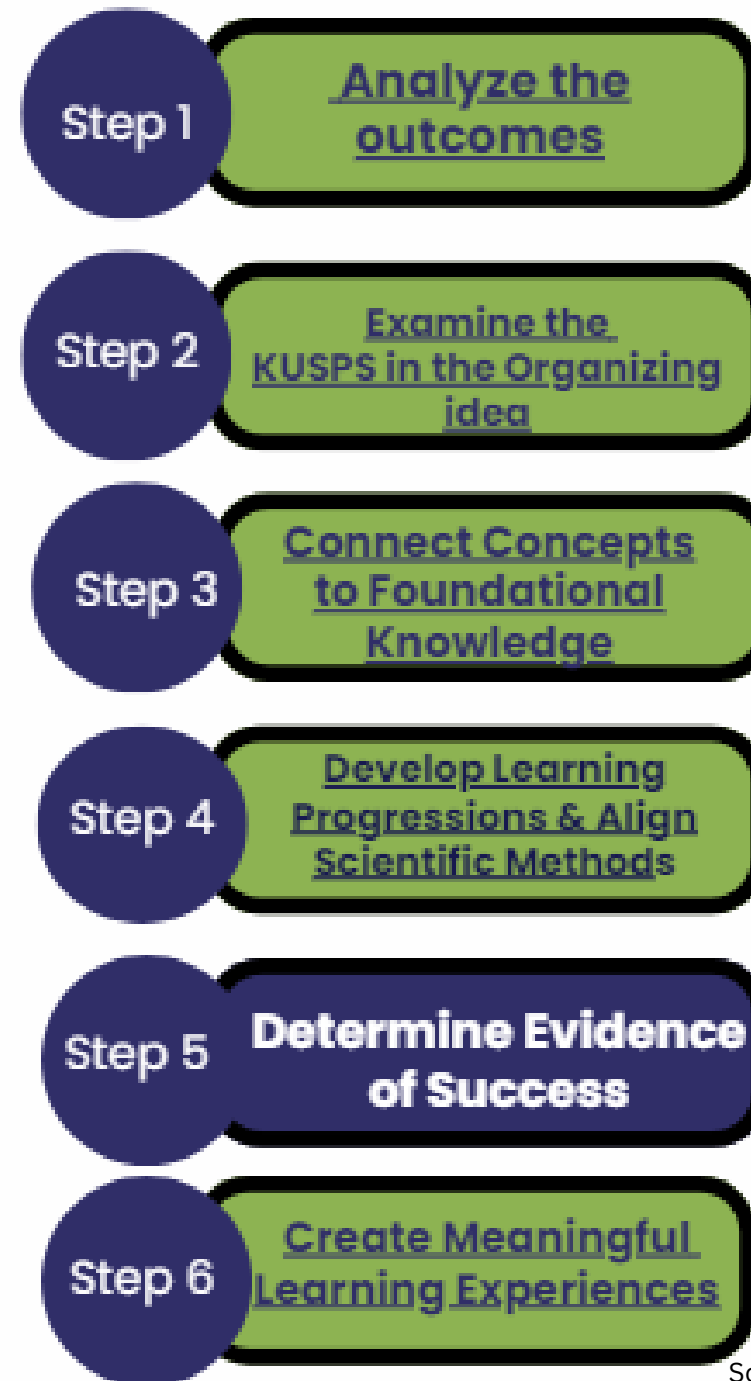 Step 1
Analyze the
outcomes
Step 2
Examine the
KUSPS in the Organizing
idea
Step 3
Connect Concepts
to Foundational
Knowledge
Step 4
Develop Learning
Progressions & Align
Scientific Methods
Step 5
Determine Evidence
of Success
Step 6
Create Meaningful
Learning Experiences